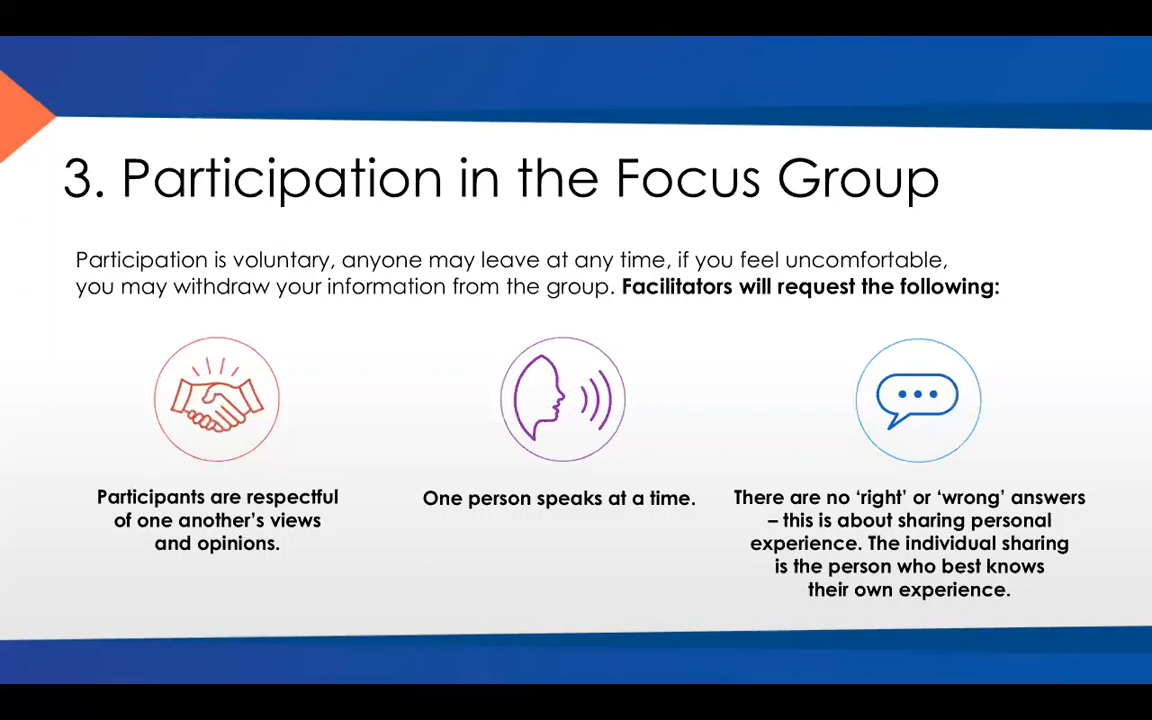 3. Participation in the Focus Group
Participation is voluntary, anyone may leave at any time, if you feel uncomfortable,
you may withdraw your information from the group. Facilitators will request the following:
Participants are respectful
of one another's views
and opinions.
One person speaks at a time.
There are no ‘right’ or ‘wrong’ answers
– this is about sharing personal
experience. The individual sharing
is the person who best knows
their own experience.